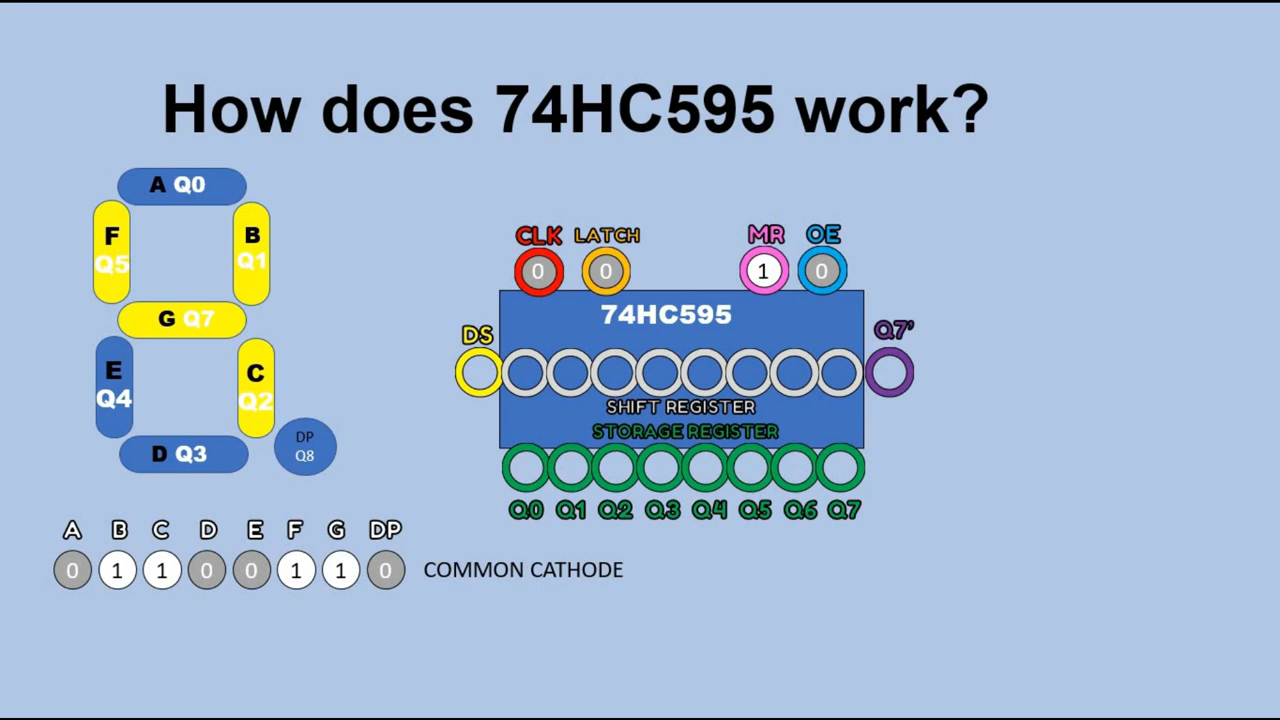 How does 74HC595 work?
A Q0
F
Q5
B
Q1
G Q7
E
Q4
C
Q2
D Q3
DP
Q8
CLK
LATCH
MR
OE
0
0
1
0
74HC595
DS
Q7’
SHIFT REGISTER
STORAGE REGISTER
Q0 Q1 Q2 Q3 Q4 Q5 Q6 Q7
A B C D E F G DP
0 1 1 0 0 1 1 0 COMMON CATHODE